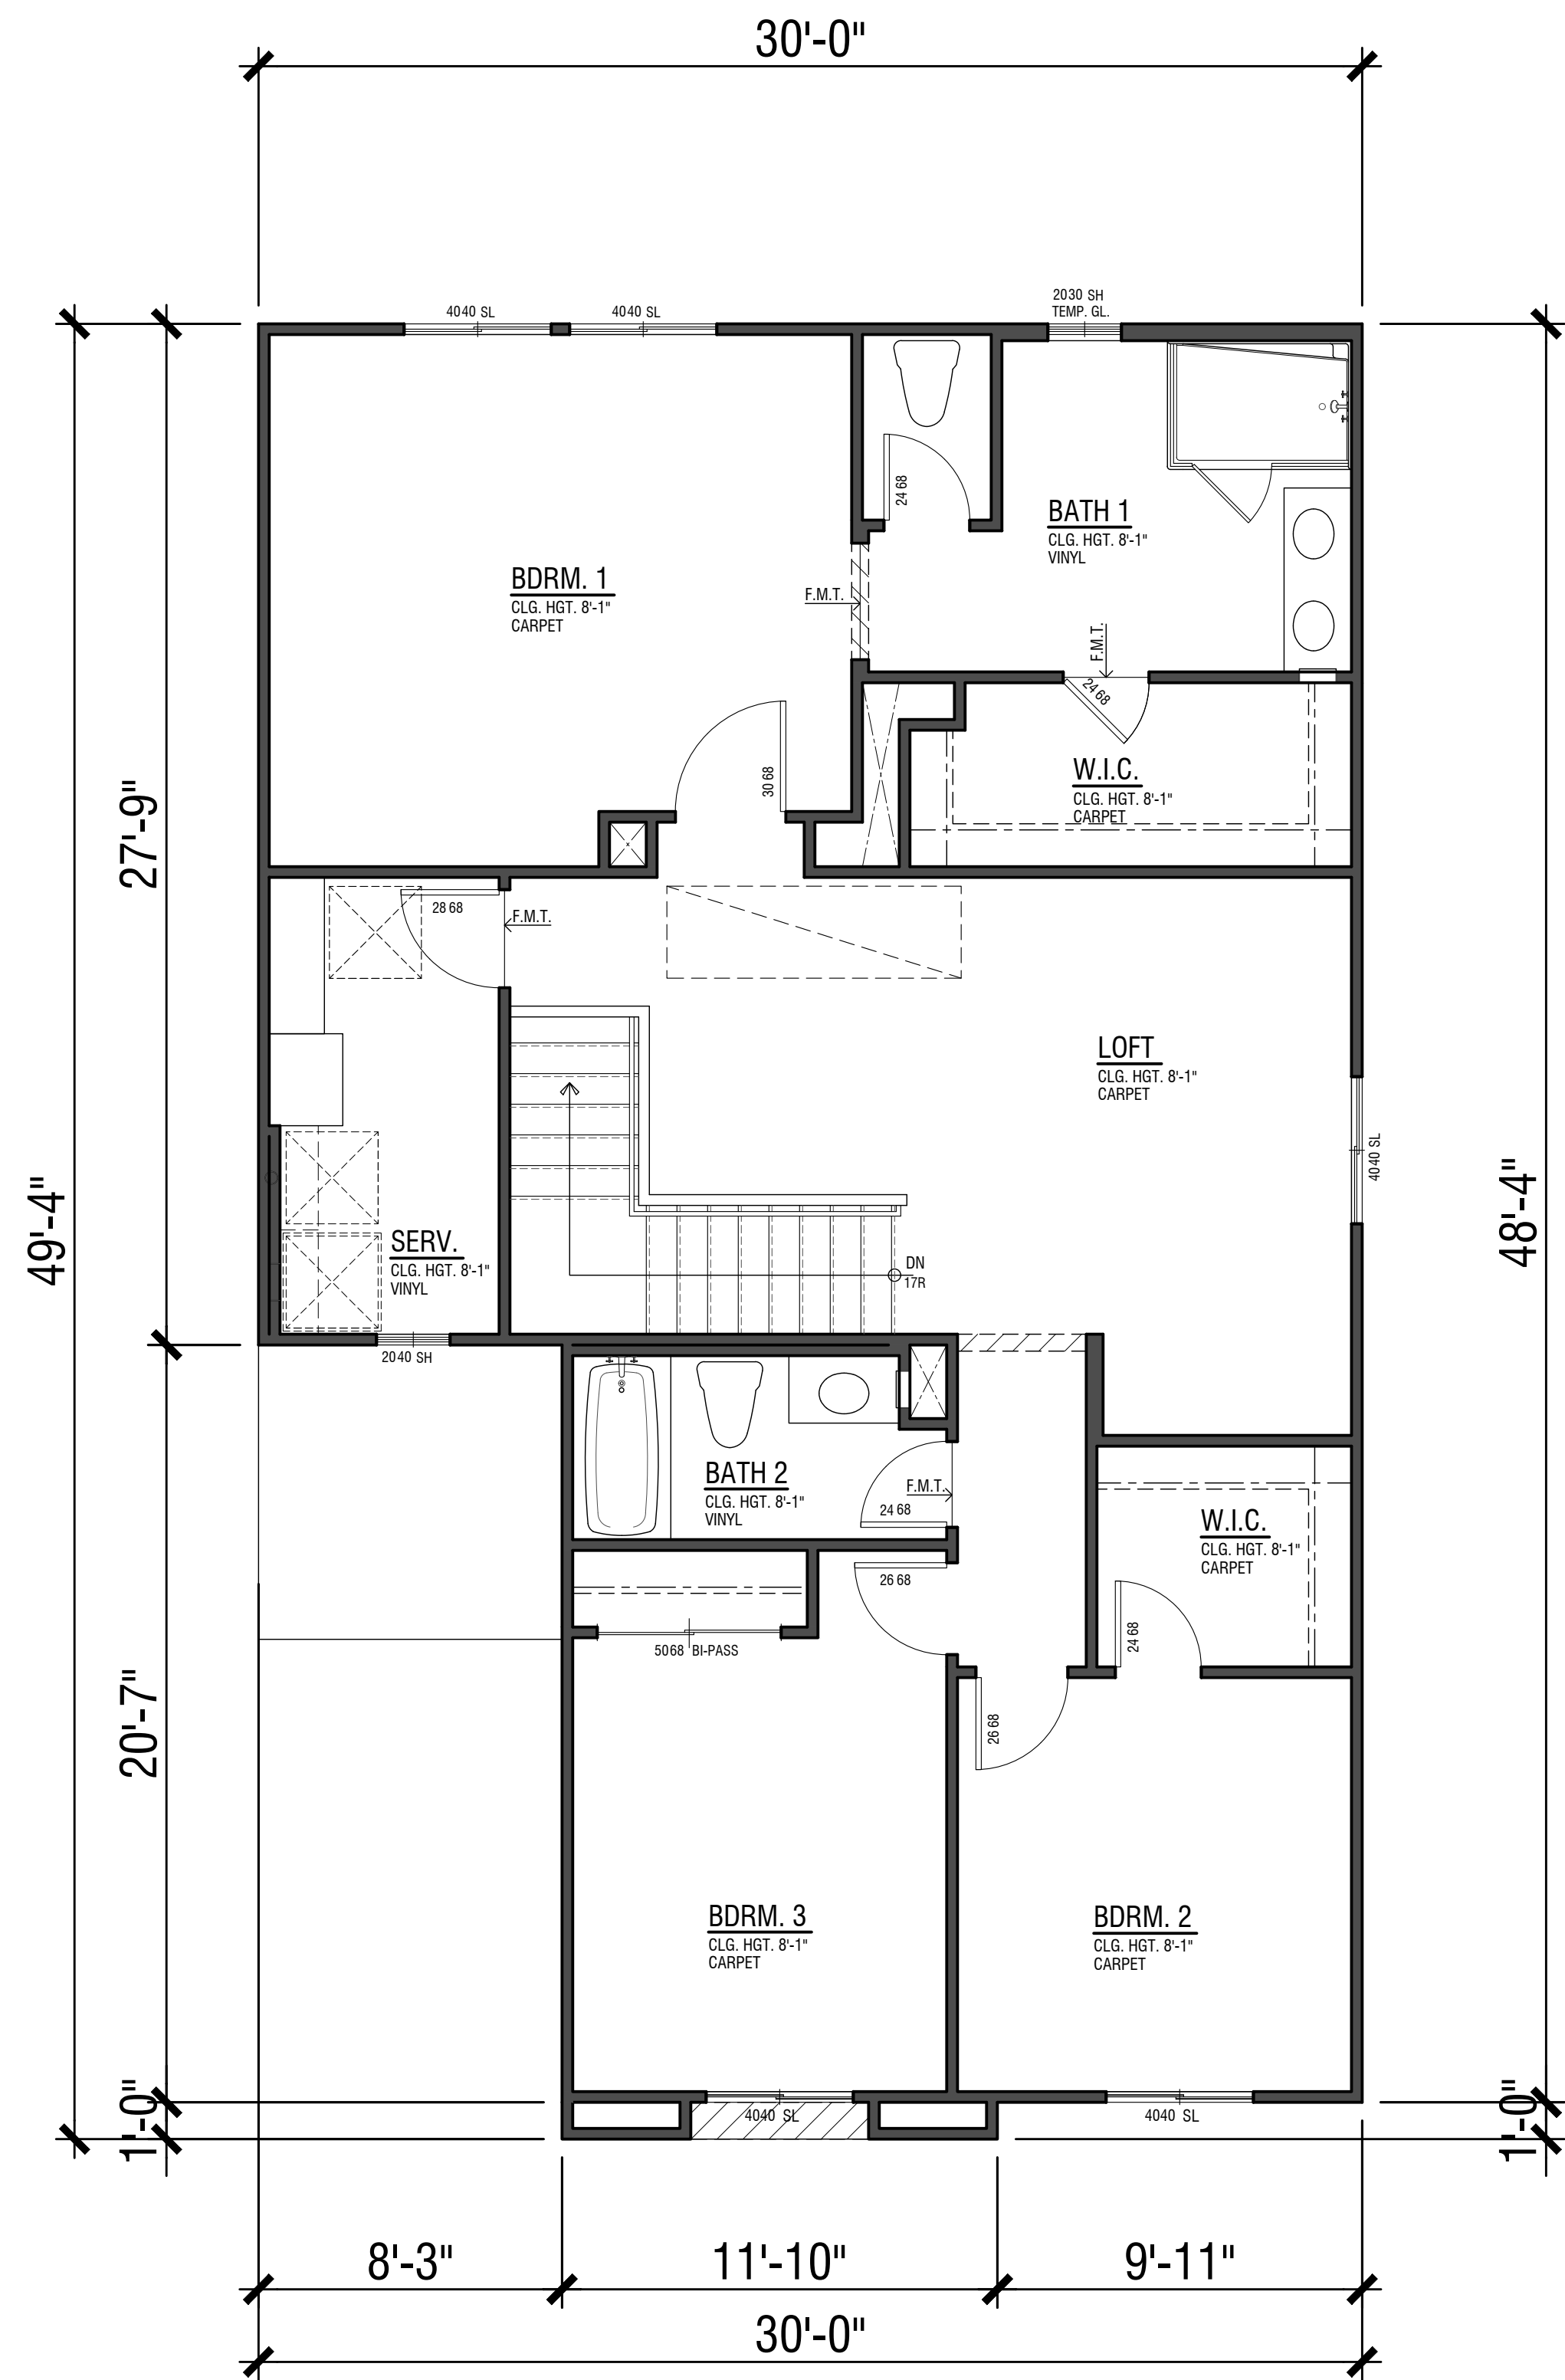 30'-0"
4040 SL
4040 SL
2030 SH
TEMP. GL.
24 68
BATH 1
CLG. HGT. 8'-1"
VINYL
BDRM. 1
CLG. HGT. 8'-1"
CARPET
F.M.T.
F.M.T.
24 68
30 68
W.I.C.
CLG. HGT. 8'-1"
CARPET
27'-9"
28 68
F.M.T.
LOFT
CLG. HGT. 8'-1"
CARPET
4040 SL
49'-4"
48'-4"
SERV.
CLG. HGT. 8'-1"
VINYL
DN
17R
2040 SH
BATH 2
CLG. HGT. 8'-1"
VINYL
F.M.T.
24 68
W.I.C.
CLG. HGT. 8'-1"
CARPET
26 68
24 68
5068 BI-PASS
26 68
20'-7"
BDRM. 3
CLG. HGT. 8'-1"
CARPET
BDRM. 2
CLG. HGT. 8'-1"
CARPET
1'-0"
4040 SL
4040 SL
1'-0"
8'-3"
11'-10"
9'-11"
30'-0"